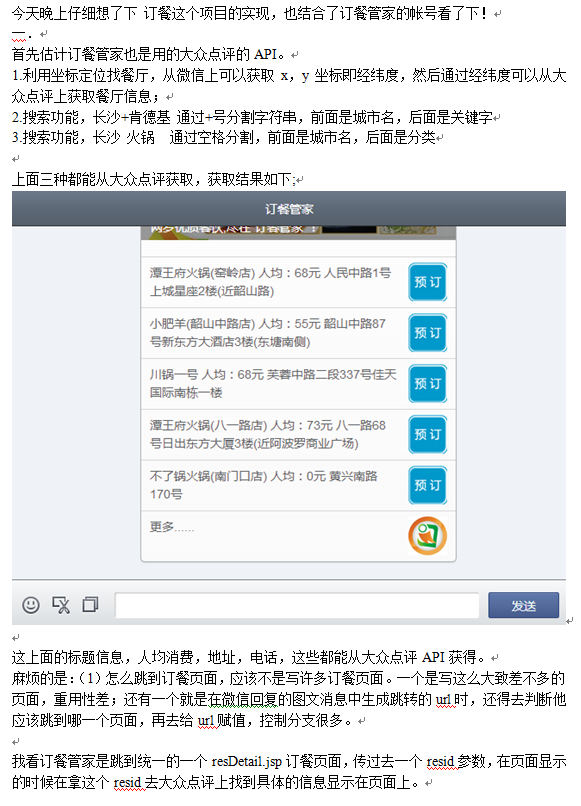 今天晚上仔细想了下 订餐这个项目的实现，也结合了订餐管家的帐号看了下！
一．
首先估计订餐管家也是用的大众点评的 API。
1.利用坐标定位找餐厅，从微信上可以获取 x，y 坐标即经纬度，然后通过经纬度可以从大
众点评上获取餐厅信息；
2.搜索功能，长沙+肯德基 通过+号分割字符串，前面是城市名，后面是关键字
3.搜索功能，长沙 火锅 通过空格分割，前面是城市名，后面是分类
上面三种都能从大众点评获取，获取结果如下;
订餐管家
潭王府火锅(窑岭店) 人均：68元 人民中路1号
上城星座2楼(近韶山路)
预 订
小肥羊(韶山中路店) 人均：55元 韶山中路87
号新东方大酒店3楼(东塘南侧)
预 订
川锅一号 人均：68元 芙蓉中路二段337号佳天
国际南栋一楼
预 订
潭王府火锅(八一路店) 人均：73元 八一路68
号日出东方大厦3楼(近阿波罗商业广场)
预 订
不了锅火锅(南门口店) 人均：0元 黄兴南路
170号
预 订
更多......
发送
这上面的标题信息，人均消费，地址，电话，这些都能从大众点评 API 获得。
麻烦的是：（1）怎么跳到订餐页面，应该不是写许多订餐页面。一个是写这么大致差不多的
页面，重用性差；还有一个就是在微信回复的图文消息中生成跳转的 url 时，还得去判断他
应该跳到哪一个页面，再去给 url 赋值，控制分支很多。
我看订餐管家是跳到统一的一个 resDetail.jsp 订餐页面，传过去一个 resid 参数，在页面显示
的时候在拿这个 resid 去大众点评上找到具体的信息显示在页面上。